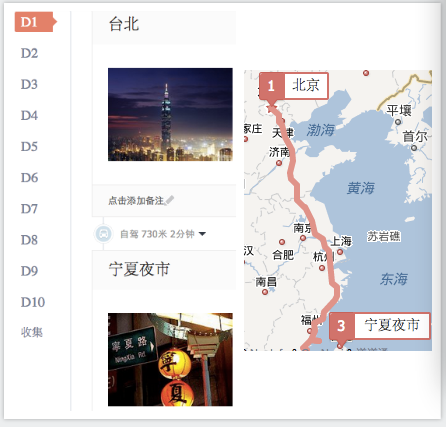 D1
D2
D3
D4
D5
D6
D7
D8
D9
D10
收集
台北
点击添加备注
自驾 730米 2分钟
宁夏夜市
寧夏路
NingXia Rd
寧
夏
1 北京
平壤
首尔
家庄
天津
渤海
济南
黄海
南京
上海
苏岩礁
汉
合肥
杭州
南昌
东海
福州
3 宁夏夜市